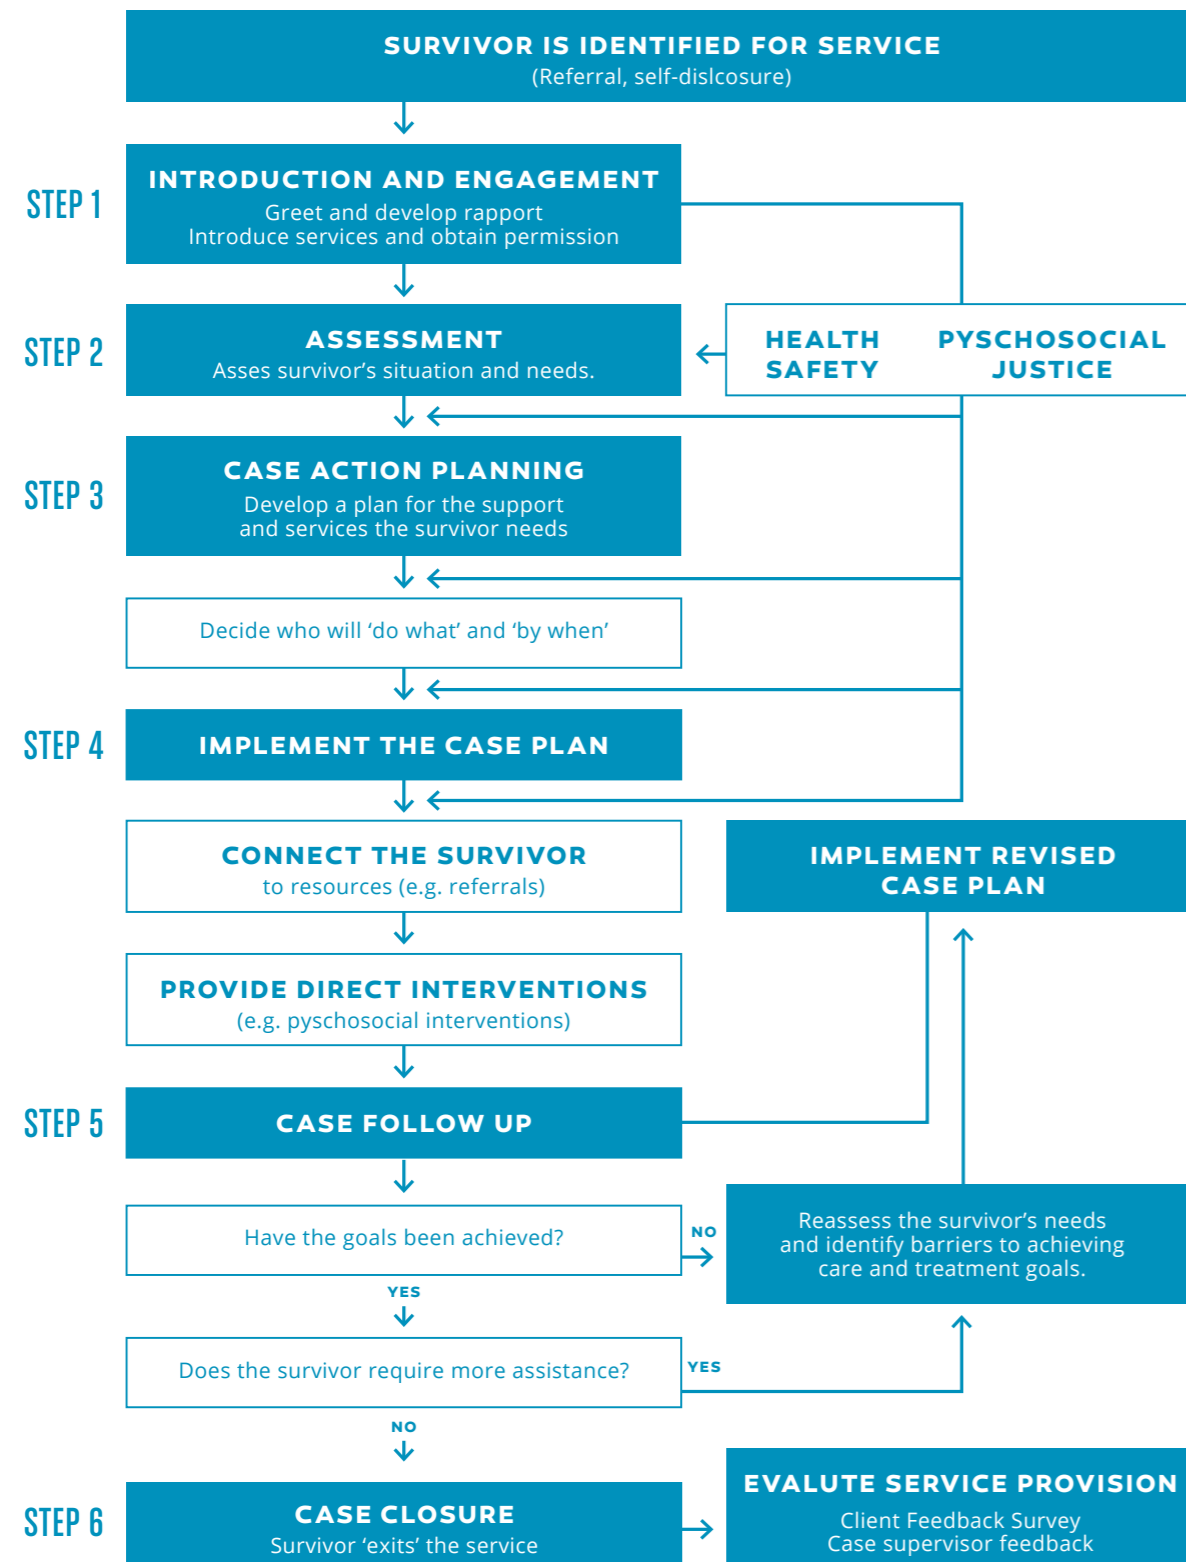 SURVIVOR IS IDENTIFIED FOR SERVICE
(Referral, self-dislcosure)
STEP 1
INTRODUCTION AND ENGAGEMENT
Greet and develop rapport
Introduce services and obtain permission
STEP 2
ASSESSMENT
Asses survivor’s situation and needs.
HEALTH PYSCHOSOCIAL
SAFETY JUSTICE
STEP 3
CASE ACTION PLANNING
Develop a plan for the support
and services the survivor needs
Decide who will ‘do what’ and ‘by when’
STEP 4
IMPLEMENT THE CASE PLAN
CONNECT THE SURVIVOR
to resources (e.g. referrals)
IMPLEMENT REVISED
CASE PLAN
PROVIDE DIRECT INTERVENTIONS
(e.g. pyschosocial interventions)
STEP 5
CASE FOLLOW UP
Have the goals been achieved?
NO
Reassess the survivor’s needs
and identify barriers to achieving
care and treatment goals.
YES
Does the survivor require more assistance?
YES
NO
STEP 6
CASE CLOSURE
Survivor ‘exits’ the service
EVALUTE SERVICE PROVISION
Client Feedback Survey
Case supervisor feedback